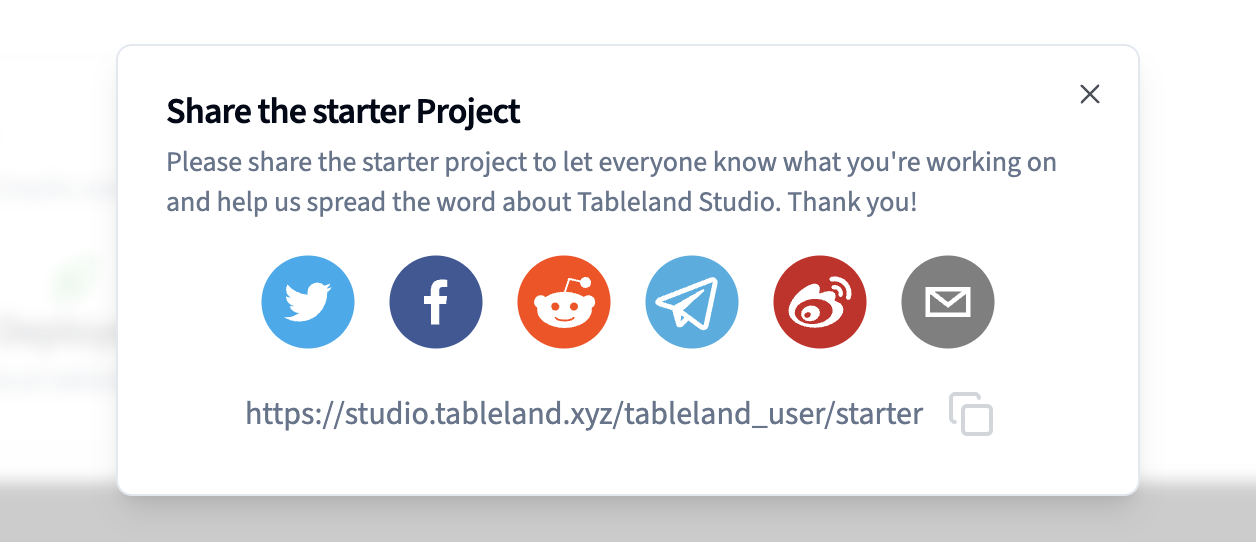 Share the starter Project
Please share the starter project to let everyone know what you're working on
and help us spread the word about Tableland Studio. Thank you!
https://studio.tableland.xyz/tableland_user/starter